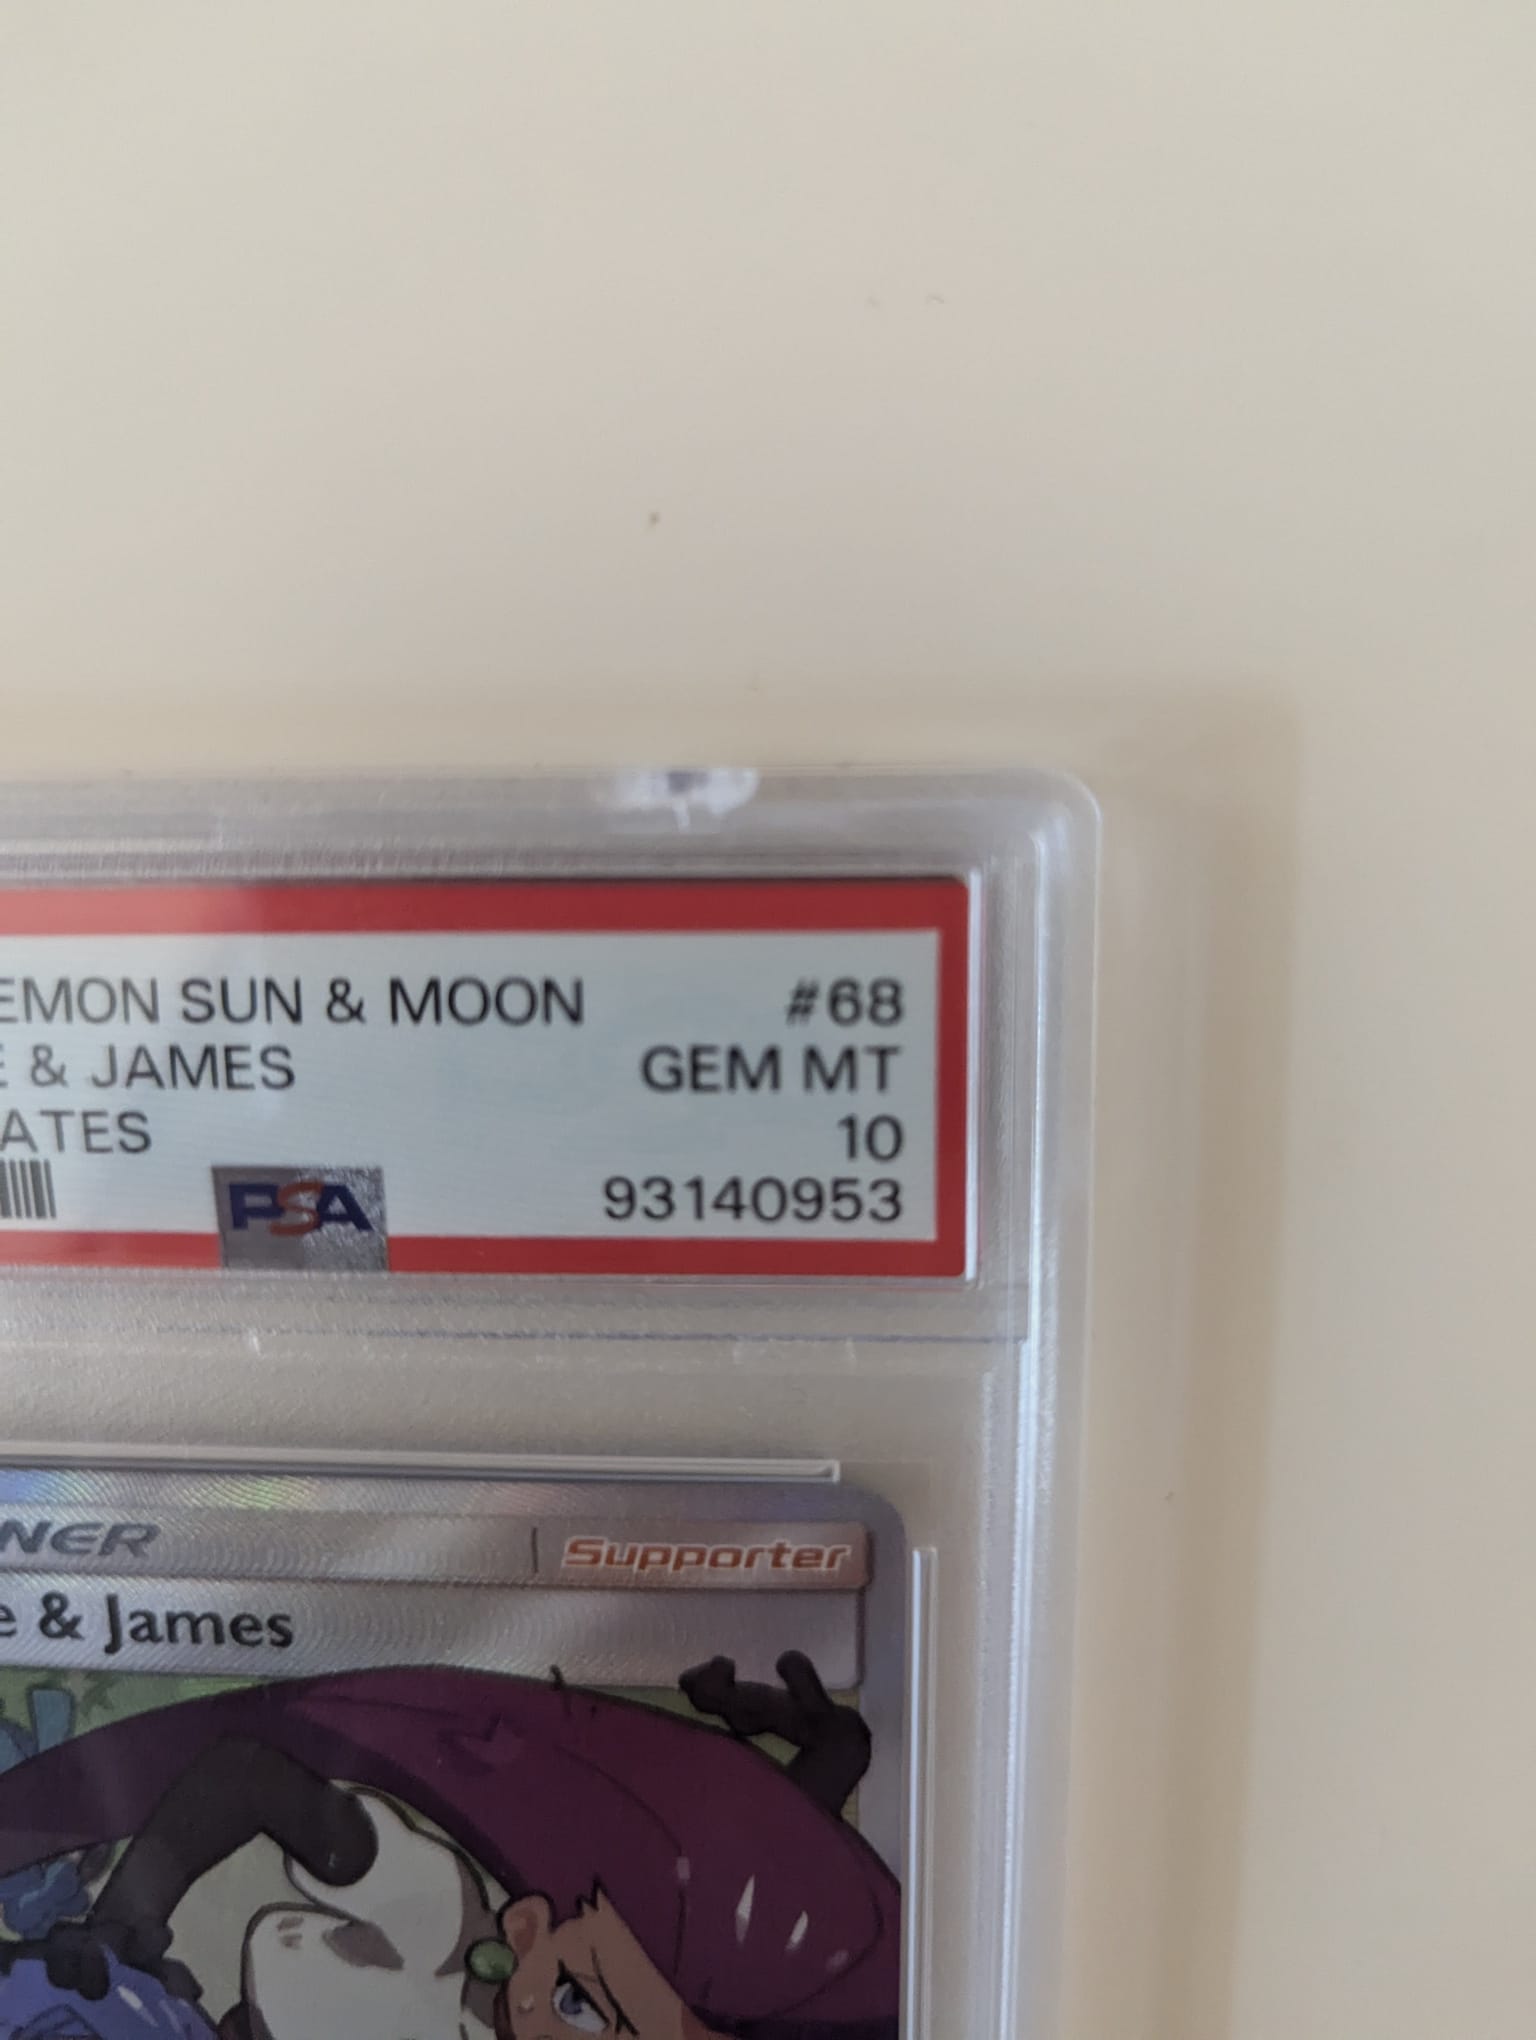 EMON SUN & MOON #68
E & JAMES GEM MT
ATES 10
PSA 93140953
NER Supporter
e & James